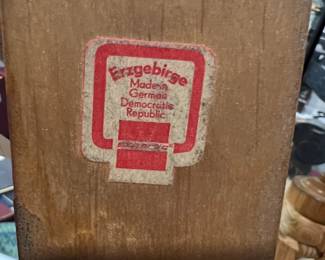 Erzgebirge
Made in
German
Democratic
Republic